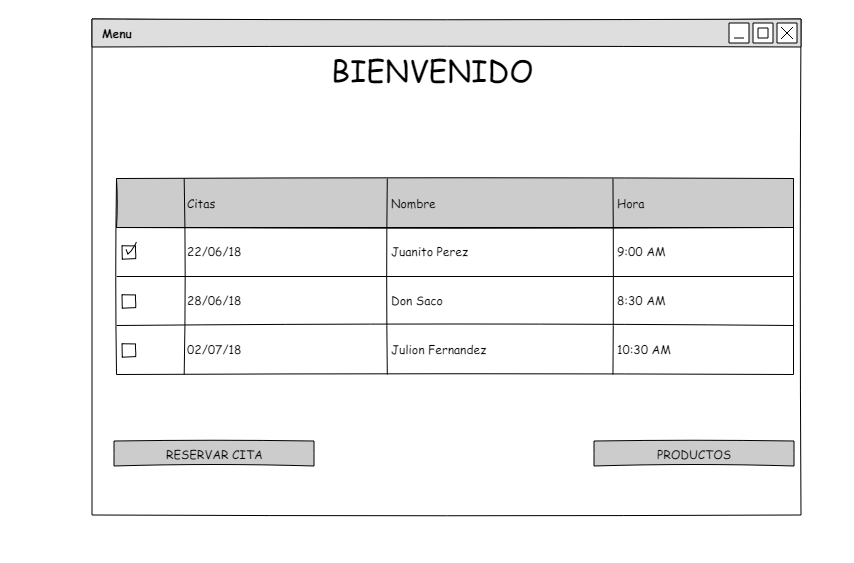 Menu
BIENVENIDO
Citas Nombre Hora
22/06/18 Juanito Perez 9:00 AM
28/06/18 Don Saco 8:30 AM
02/07/18 Julion Fernandez 10:30 AM
RESERVAR CITA PRODUCTOS